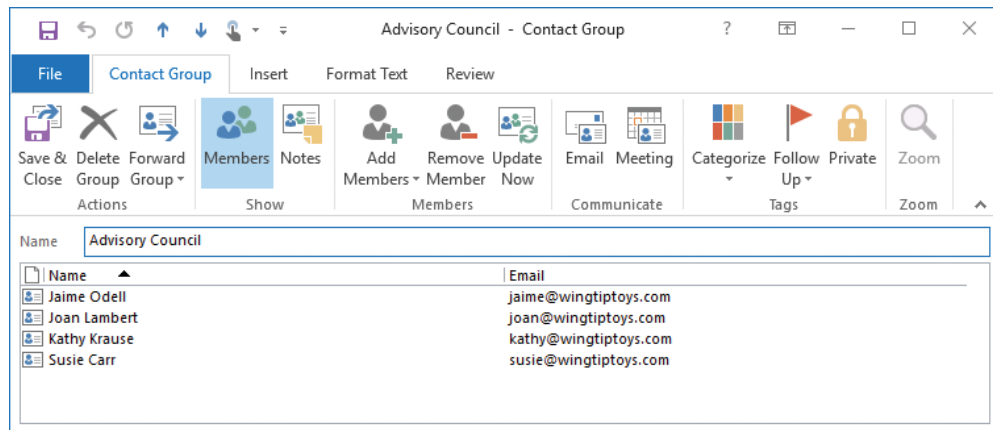 Advisory Council - Contact Group
?
File Contact Group Insert Format Text Review
Save & Delete Forward Members Notes Add Remove Update Email Meeting Categorize Follow Private Zoom
Close Group Group Members Member Now Up
Actions Show Members Communicate Tags Zoom
Name Advisory Council
Name Email
Jaime Odell jaime@wingtiptoys.com
Joan Lambert joan@wingtiptoys.com
Kathy Krause kathy@wingtiptoys.com
Susie Carr susie@wingtiptoys.com